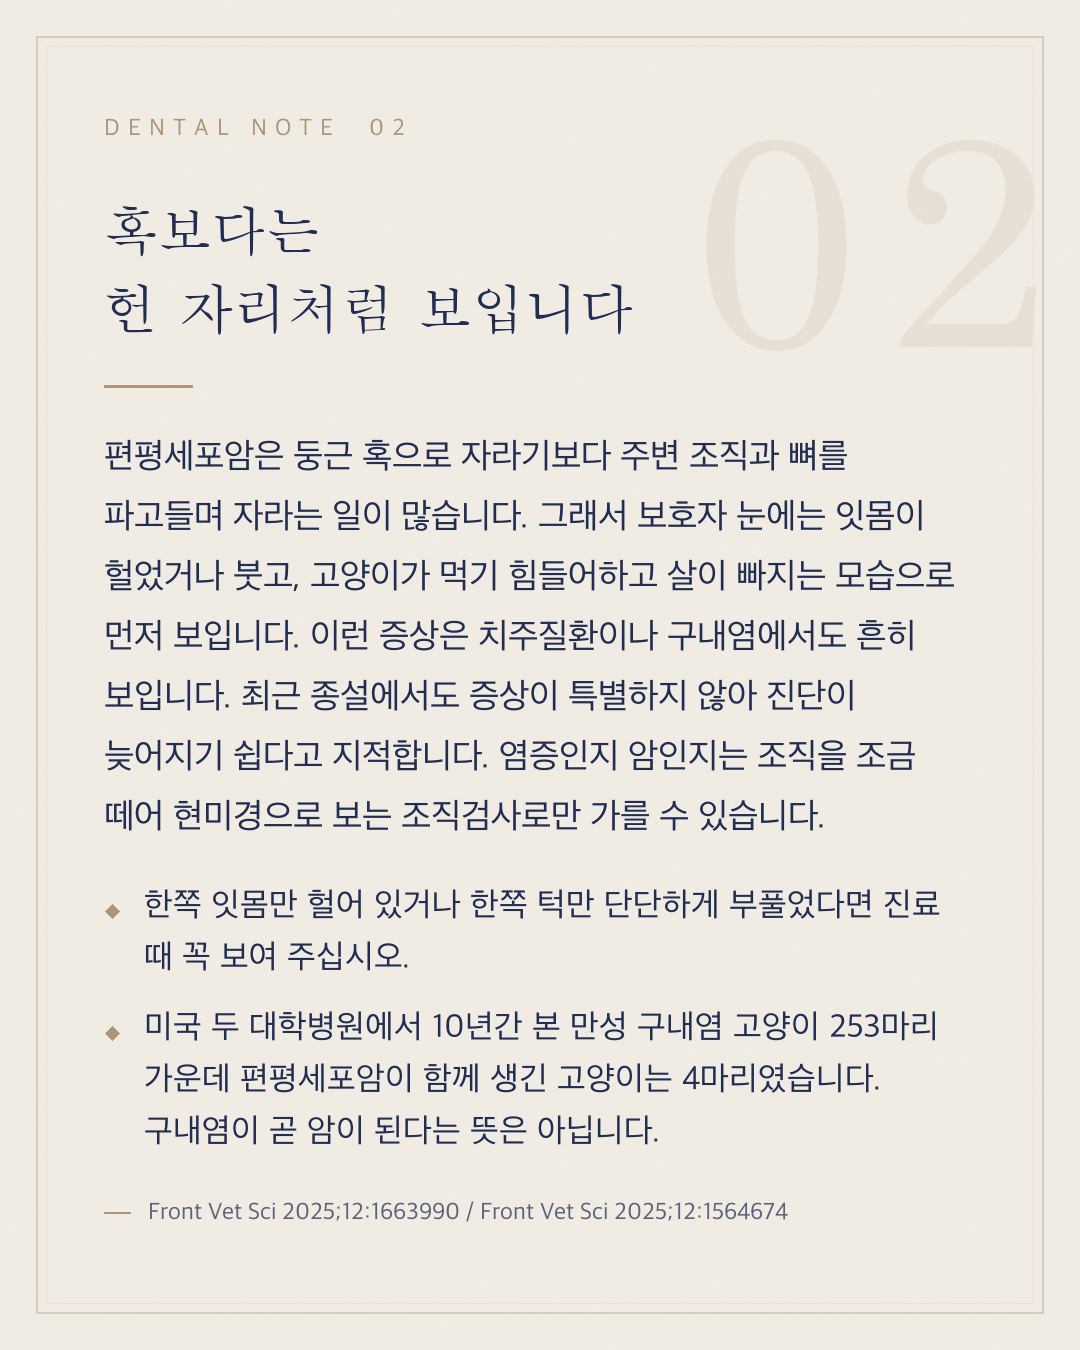 DENTAL NOTE 02
02
혹보다는
헌 자리처럼 보입니다
편평세포암은 둥근 혹으로 자라기보다 주변 조직과 뼈를
파고들며 자라는 일이 많습니다. 그래서 보호자 눈에는 잇몸이
헐었거나 붓고, 고양이가 먹기 힘들어하고 살이 빠지는 모습으로
먼저 보입니다. 이런 증상은 치주질환이나 구내염에서도 흔히
보입니다. 최근 종설에서도 증상이 특별하지 않아 진단이
늦어지기 쉽다고 지적합니다. 염증인지 암인지는 조직을 조금
떼어 현미경으로 보는 조직검사로만 가를 수 있습니다.
◆ 한쪽 잇몸만 헐어 있거나 한쪽 턱만 단단하게 부풀었다면 진료
때 꼭 보여 주십시오.
◆ 미국 두 대학병원에서 10년간 본 만성 구내염 고양이 253마리
가운데 편평세포암이 함께 생긴 고양이는 4마리였습니다.
구내염이 곧 암이 된다는 뜻은 아닙니다.
— Front Vet Sci 2025;12:1663990 / Front Vet Sci 2025;12:1564674